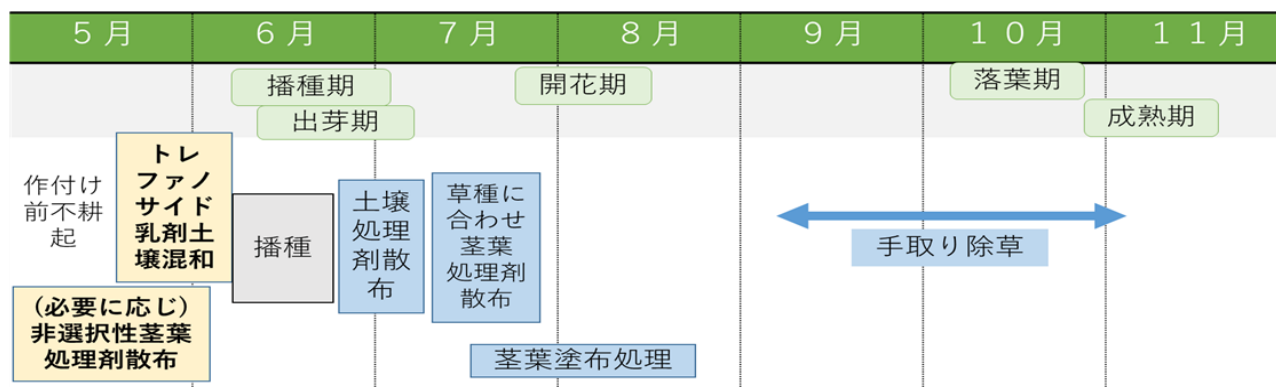 ５月 ６月 ７月 ８月 ９月 １０月 １１月
播種期
出芽期
開花期
落葉期
成熟期
作付け
前不耕
起
トレ
ファノ
サイド
乳剤土
壌混和
(必要に応じ)
非選択性茎葉
処理剤散布
播種
土壌
処理
剤散
布
草種に
合わせ
茎葉
処理剤
散布
茎葉塗布処理
手取り除草